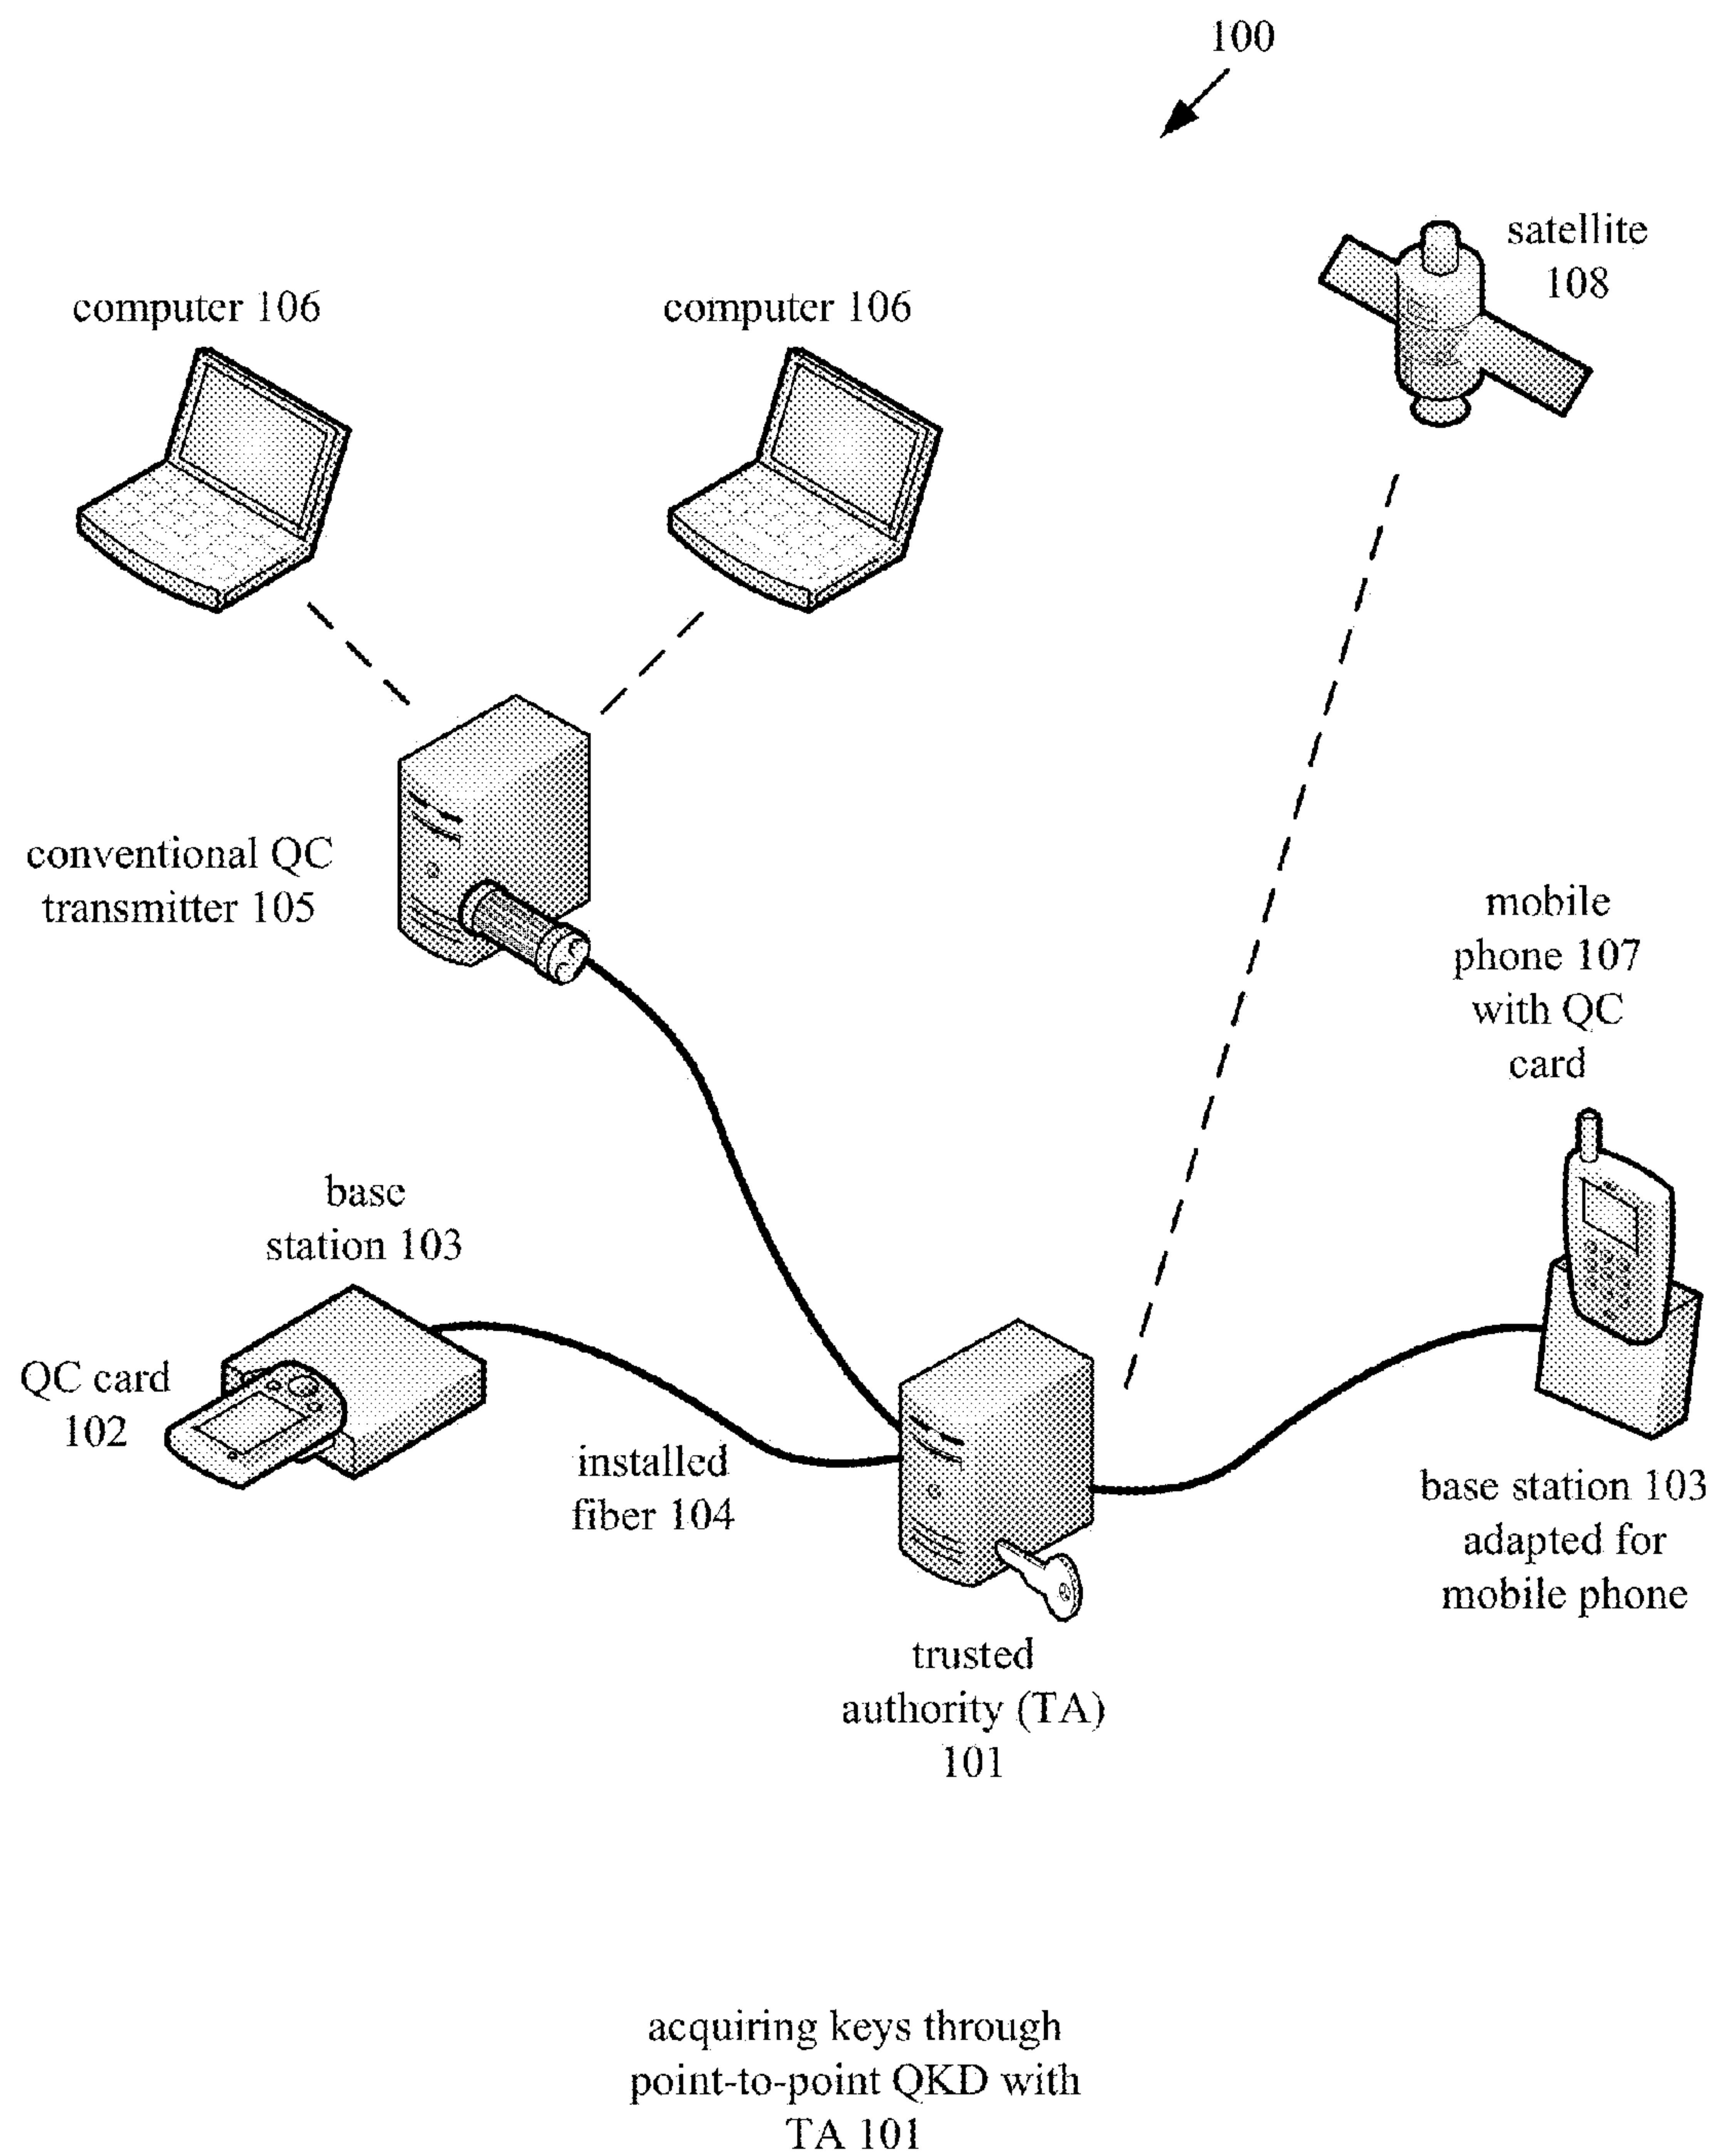 100
satellite
108
computer 106
computer 106
conventional QC
transmitter 105
mobile
phone 107
with QC
card
base
station 103
QC card
102
installed
fiber 104
base station 103
adapted for
mobile phone
trusted
authority (TA)
101
acquiring keys through
point-to-point QKD with
TA 101